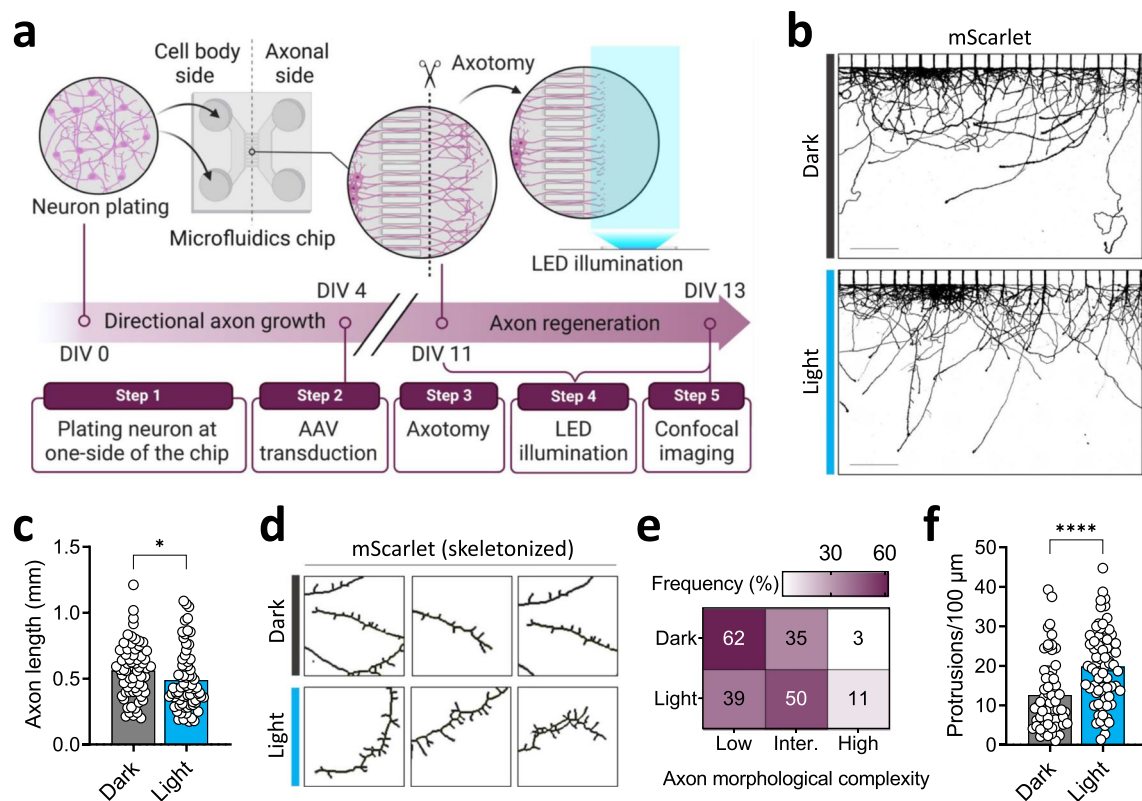 a
Cell body side
Axonal side
Axotomy
Neuron plating
Microfluidics chip
LED illumination
DIV 4
DIV 13
Directional axon growth
Axon regeneration
DIV 0
DIV 11
Step 1
Step 2
Step 3
Step 4
Step 5
Plating neuron at
one-side of the chip
AAV
transduction
Axotomy
LED
illumination
Confocal
imaging
b
mScarlet
Dark
Light
c
*
Axon length (mm)
1.5
1.0
0.5
0.0
Dark
Light
d
mScarlet (skeletonized)
Dark
Light
e
30 60
Frequency (%)
Dark 62 35 3
Light 39 50 11
Low Inter. High
Axon morphological complexity
f
****
Protrusions/100 µm
50
40
30
20
10
0
Dark
Light